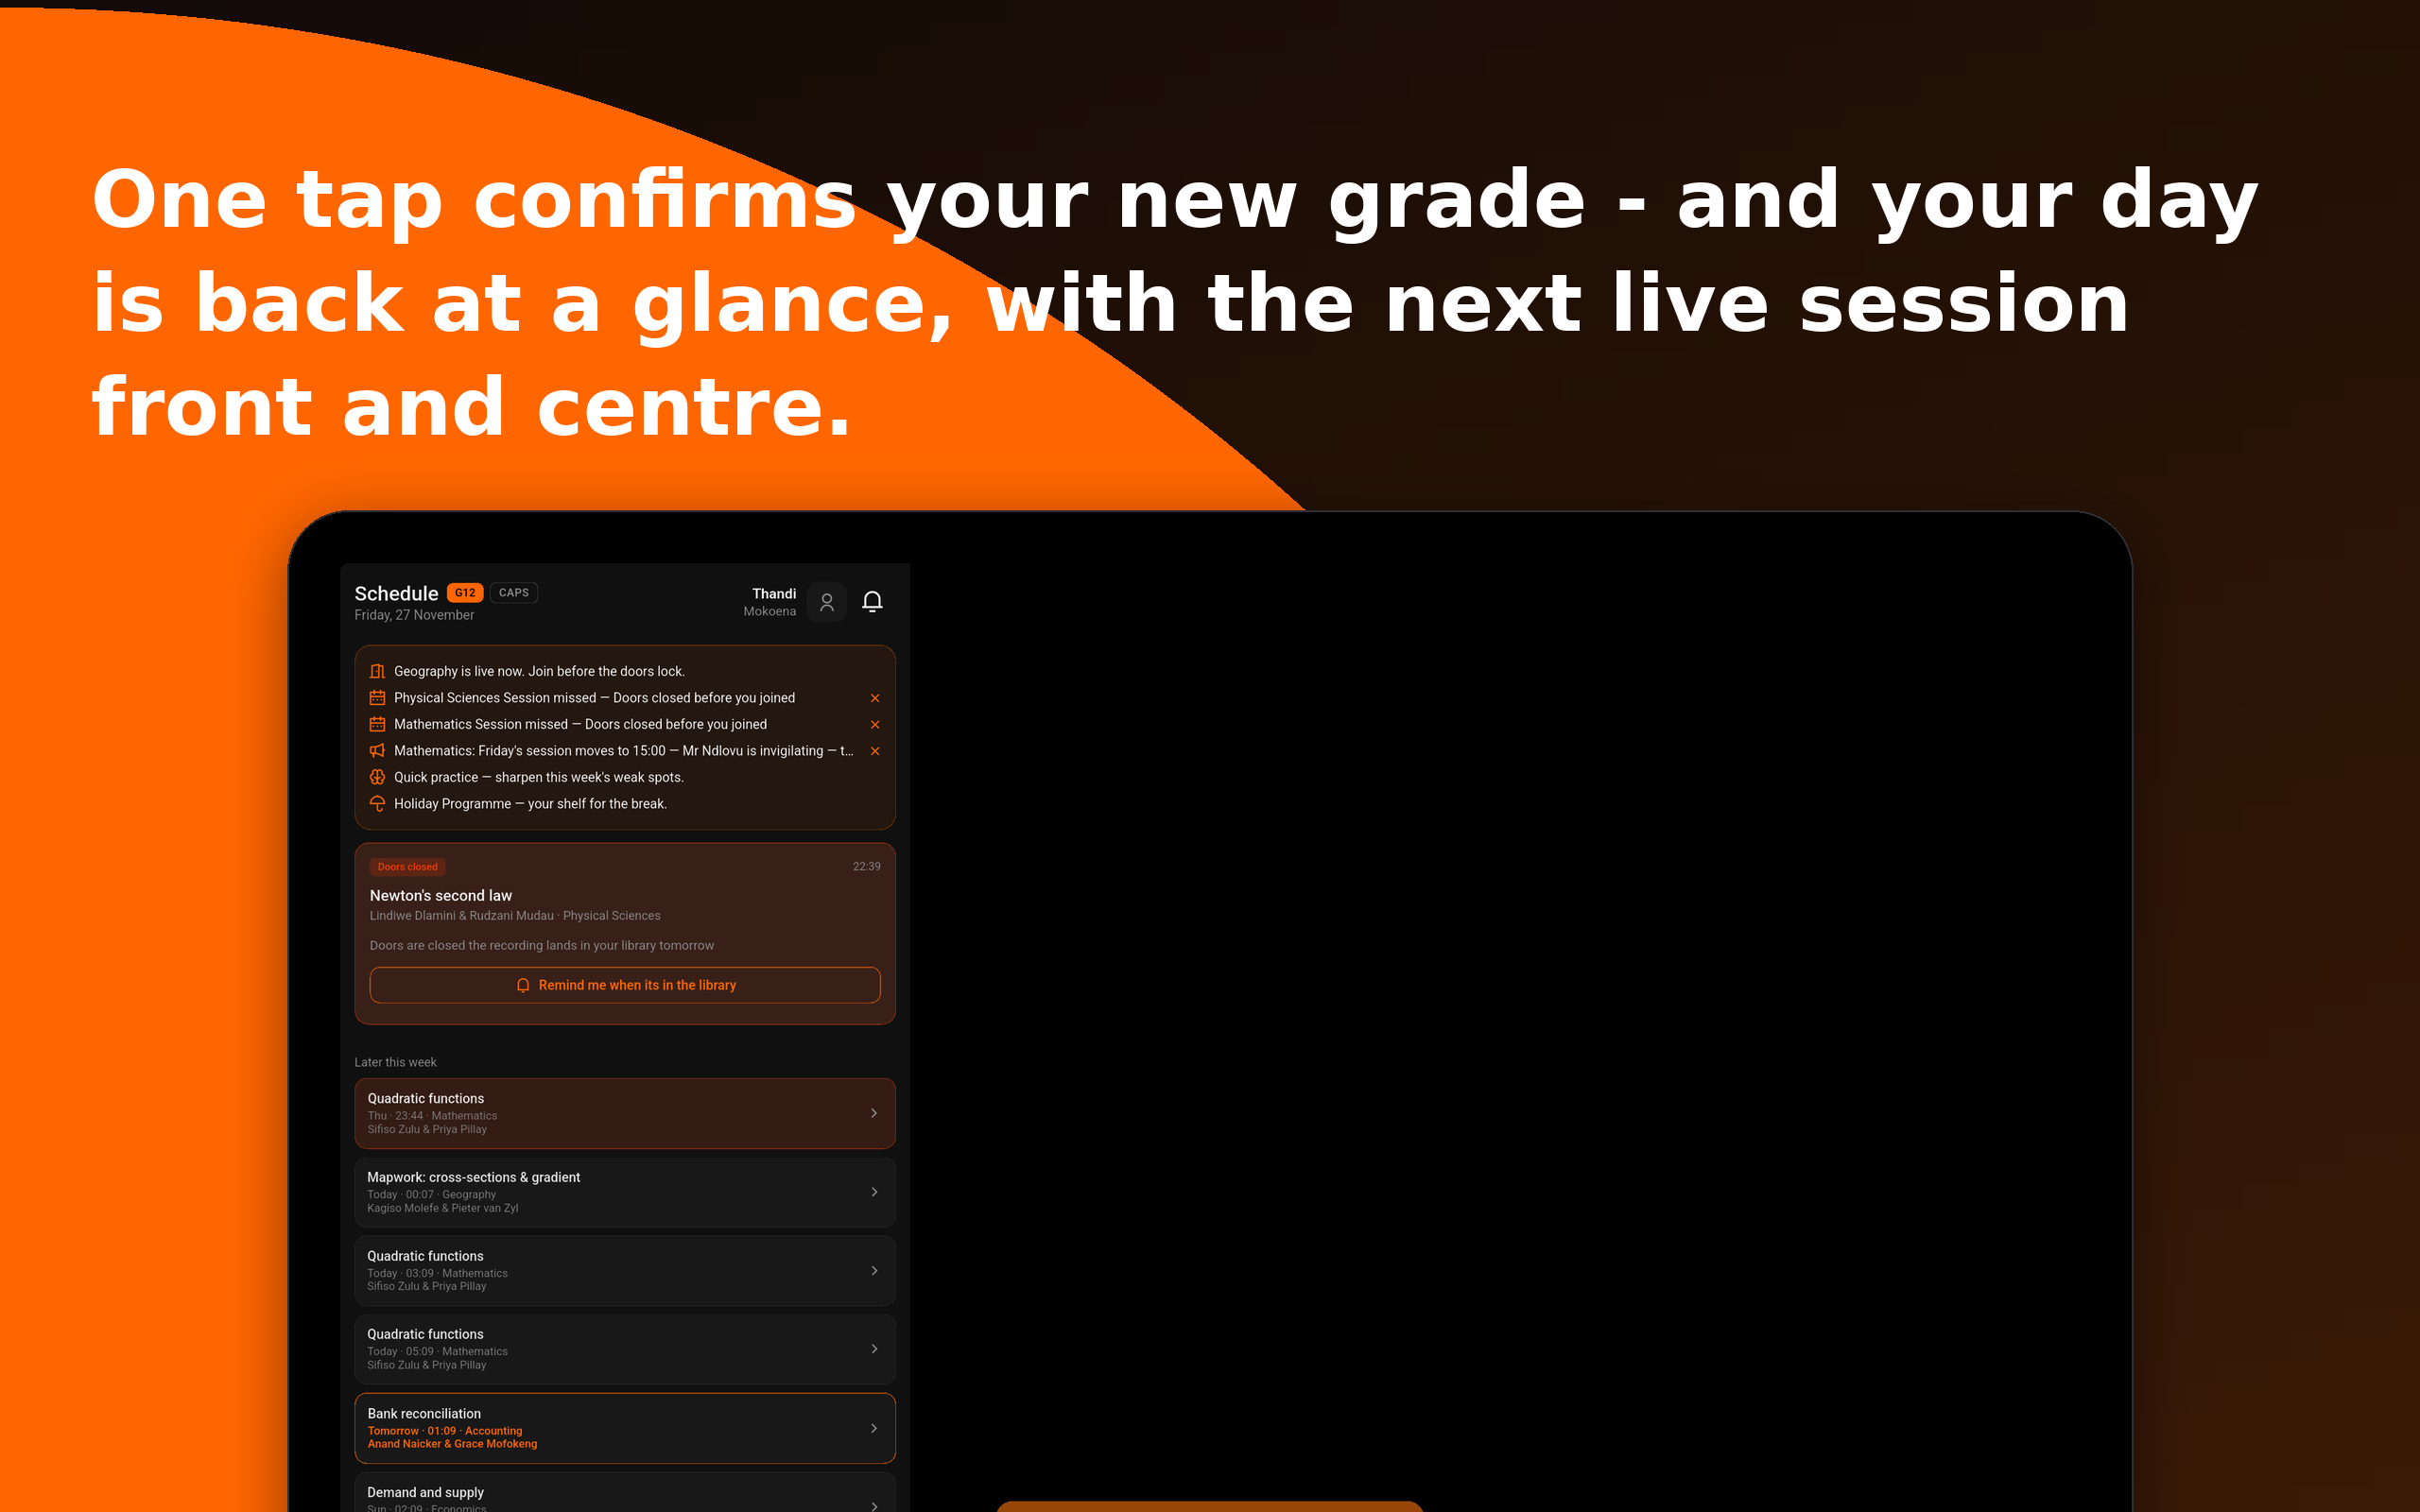 One tap confirms your new grade - and your day
is back at a glance, with the next live session
front and centre.
Schedule G12 CAPS
Friday, 27 November
Thandi
Mokoena
Geography is live now. Join before the doors lock.
Physical Sciences Session missed — Doors closed before you joined
Mathematics Session missed — Doors closed before you joined
Mathematics: Friday's session moves to 15:00 — Mr Ndlovu is invigilating — t...
Quick practice — sharpen this week's weak spots.
Holiday Programme — your shelf for the break.
Doors closed 22:39
Newton's second law
Lindiwe Dlamini & Rudzani Mudau · Physical Sciences
Doors are closed the recording lands in your library tomorrow
Remind me when its in the library
Later this week
Quadratic functions
Thu · 23:44 · Mathematics
Sifiso Zulu & Priya Pillay
Mapwork: cross-sections & gradient
Today · 00:07 · Geography
Kagiso Molefe & Pieter van Zyl
Quadratic functions
Today · 03:09 · Mathematics
Sifiso Zulu & Priya Pillay
Quadratic functions
Today · 05:09 · Mathematics
Sifiso Zulu & Priya Pillay
Bank reconciliation
Tomorrow · 01:09 · Accounting
Anand Naicker & Grace Mofokeng
Demand and supply
Sun · 02:09 · Economics